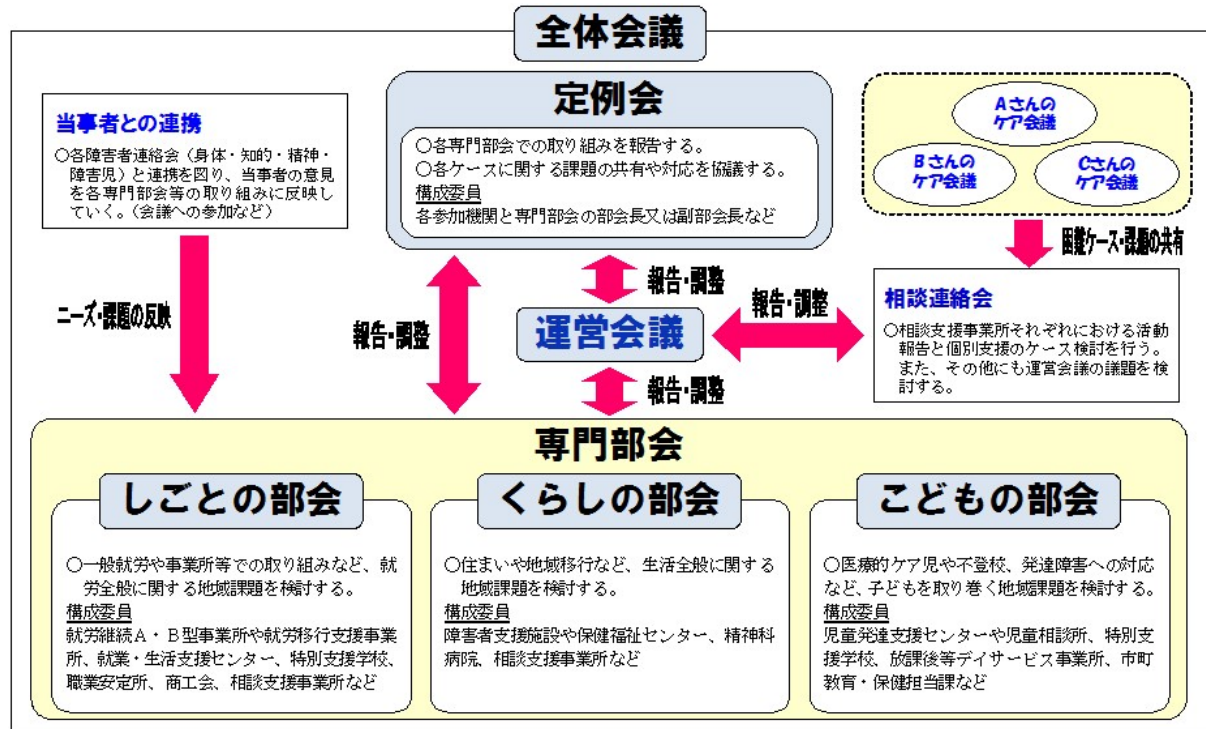 全体会議
定例会
○各専門部会での取り組みを報告する。
○各ケースに関する課題の共有や対応を協議する。
構成委員
各参加機関と専門部会の部会長又は副部会長など
当事者との連携
○各障害者連絡会（身体・知的・精神・
障害児）と連携を図り、当事者の意見
を各専門部会等の取り組みに反映し
ていく。（会議への参加など）
Aさんの
ケア会議
Bさんの
ケア会議
Cさんの
ケア会議
困難ケース・課題の共有
ニーズ・課題の反映
報告・調整
報告・調整
運営会議
報告・調整
報告・調整
相談連絡会
○相談支援事業所それぞれにおける活動
報告と個別支援のケース検討を行う。
また、その他にも運営会議の議題を検
討する。
専門部会
しごとの部会
○一般就労や事業所等での取り組みなど、就
労全般に関する地域課題を検討する。
構成委員
就労継続A・B型事業所や就労移行支援事業
所、就業・生活支援センター、特別支援学校、
職業安定所、商工会、相談支援事業所など
くらしの部会
○住まいや地域移行など、生活全般に関する
地域課題を検討する。
構成委員
障害者支援施設や保健福祉センター、精神科
病院、相談支援事業所など
こどもの部会
○医療的ケア児や不登校、発達障害への対応
など、子どもを取り巻く地域課題を検討する。
構成委員
児童発達支援センターや児童相談所、特別支
援学校、放課後等デイサービス事業所、市町
教育・保健担当課など